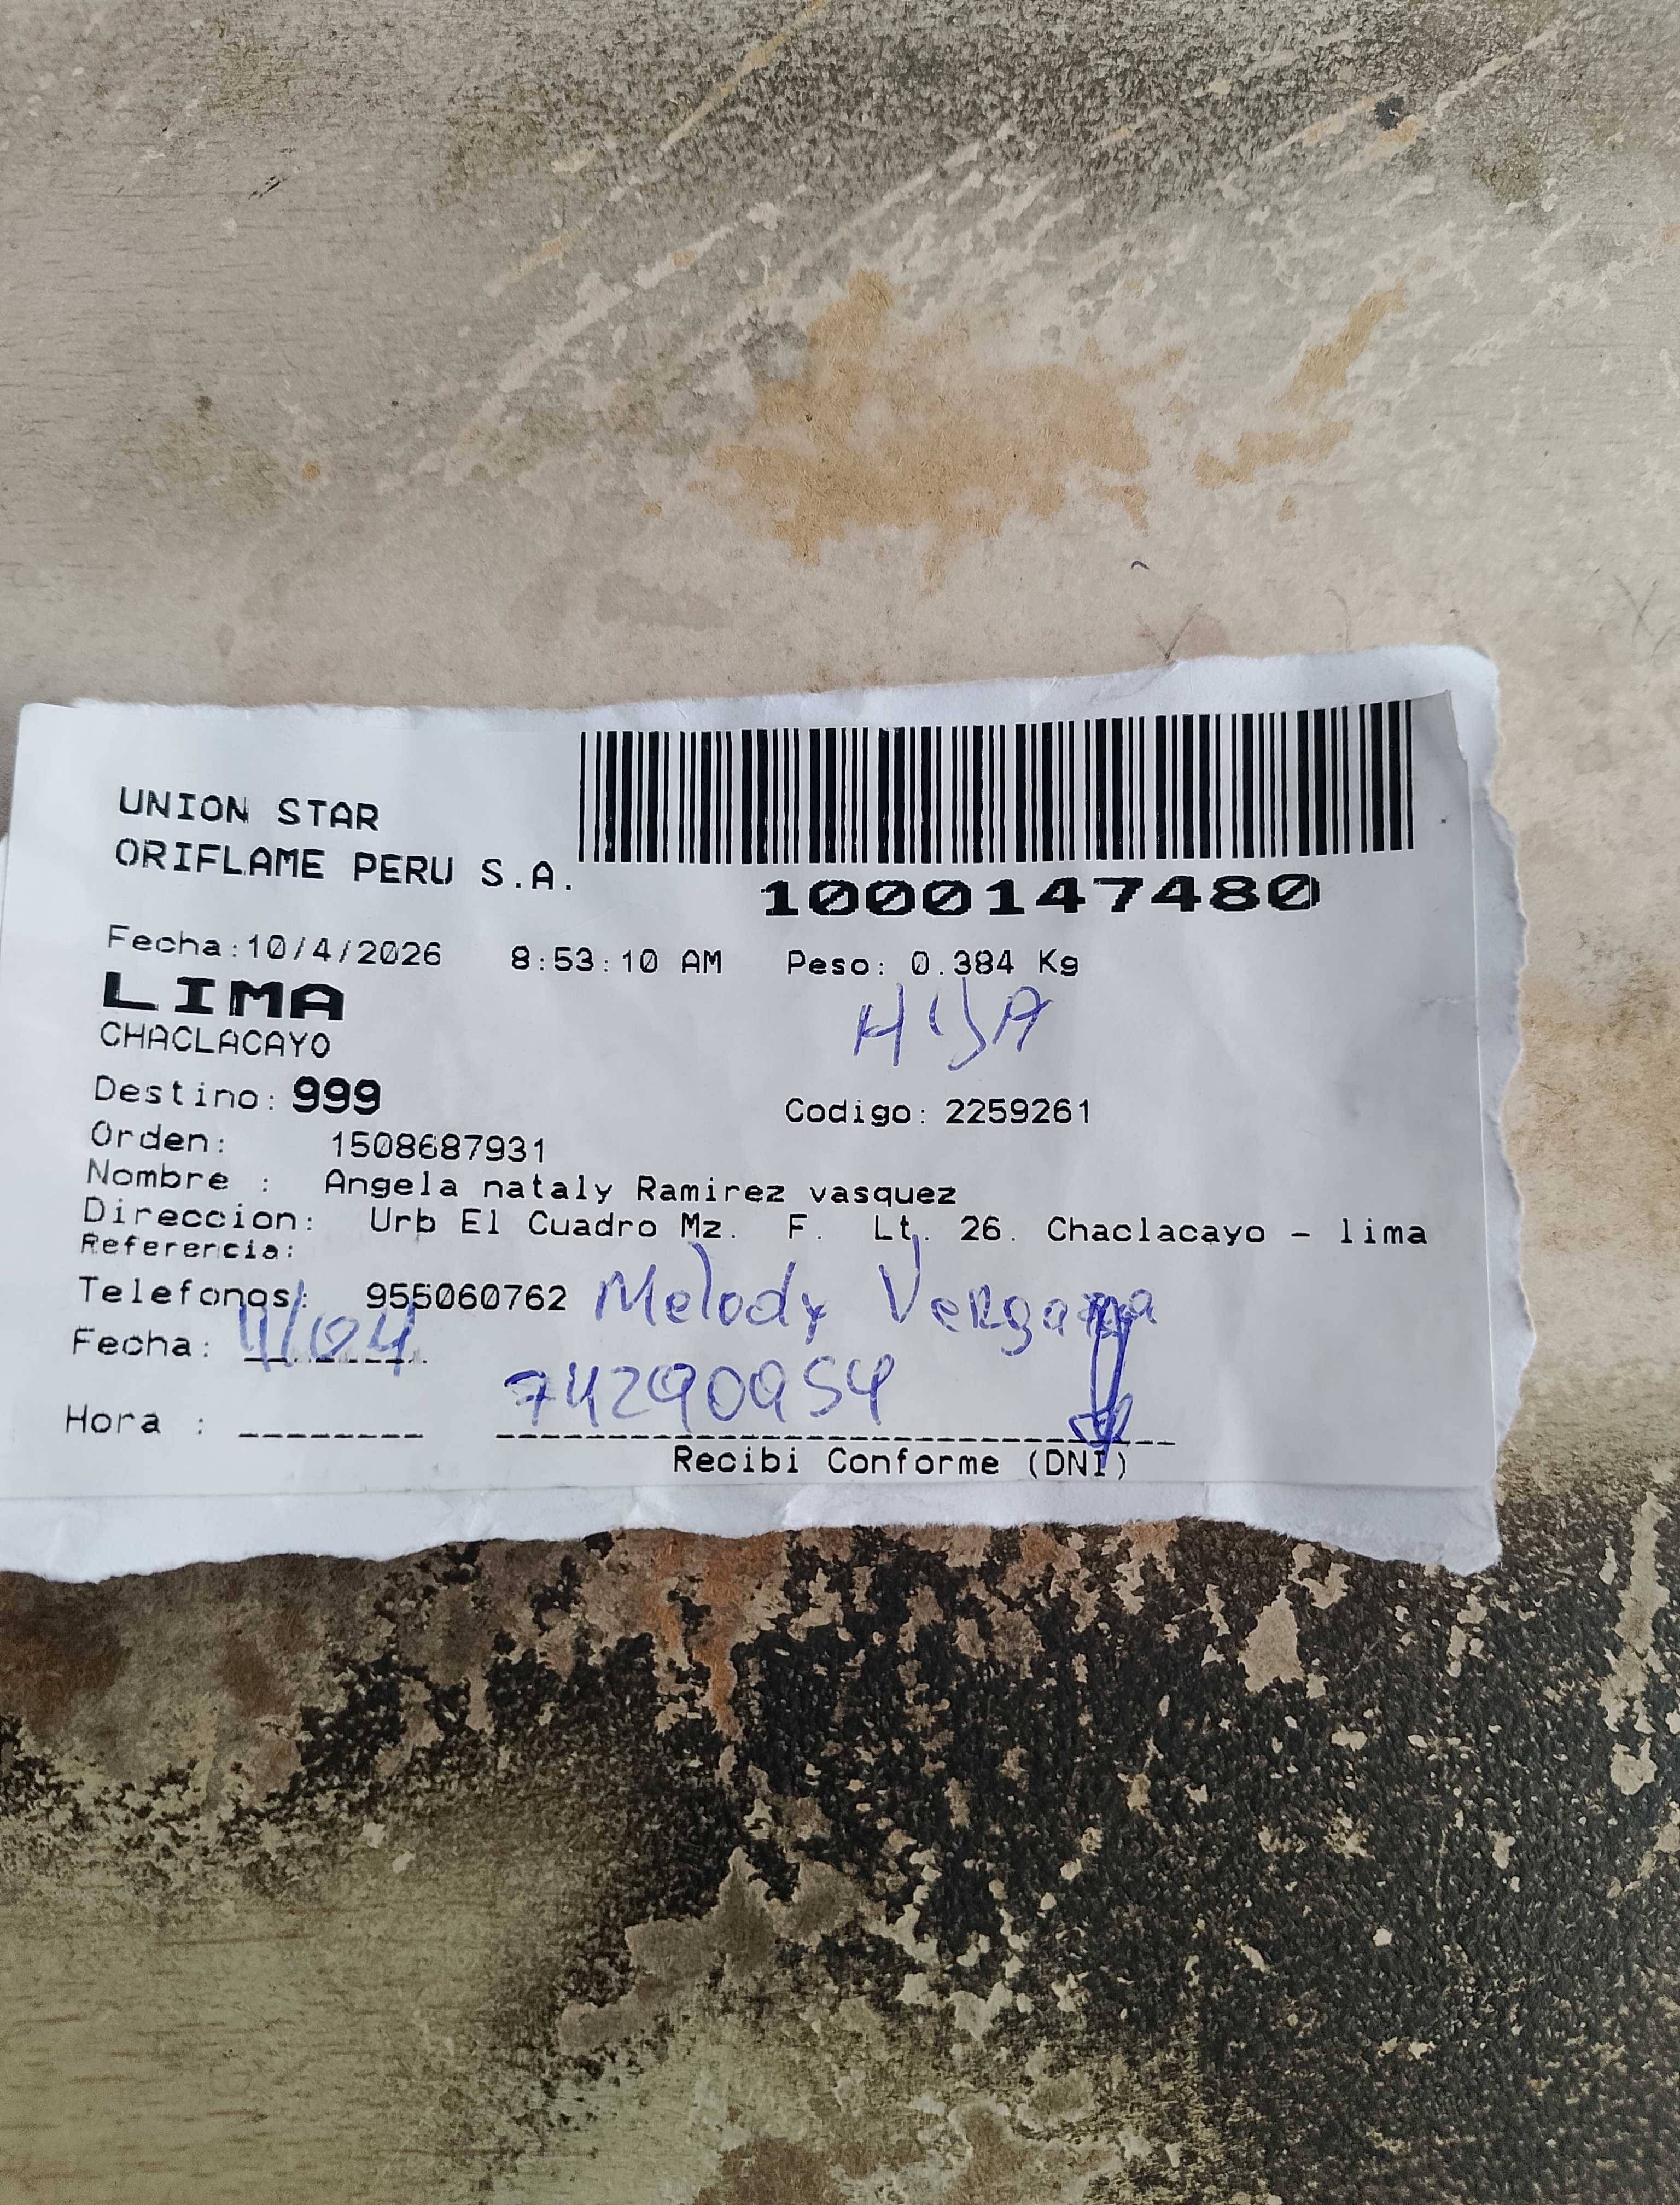 UNION STAR
ORIFLAME PERU S.A.
1000147480
Fecha:10/4/2026 8:53:10 AM Peso: 0.384 Kg
LIMA
HIJA
CHACLACAYO
Destino: 999
Codigo: 2259261
Orden: 1508687931
Nombre : Angela nataly Ramirez vasquez
Direccion: Urb El Cuadro Mz. F. Lt. 26. Chaclacayo - lima
Referencia:
Telefonos: 955060762 Melody Vergara
Fecha: 11/04
74290954
Hora :
Recibi Conforme (DNI)